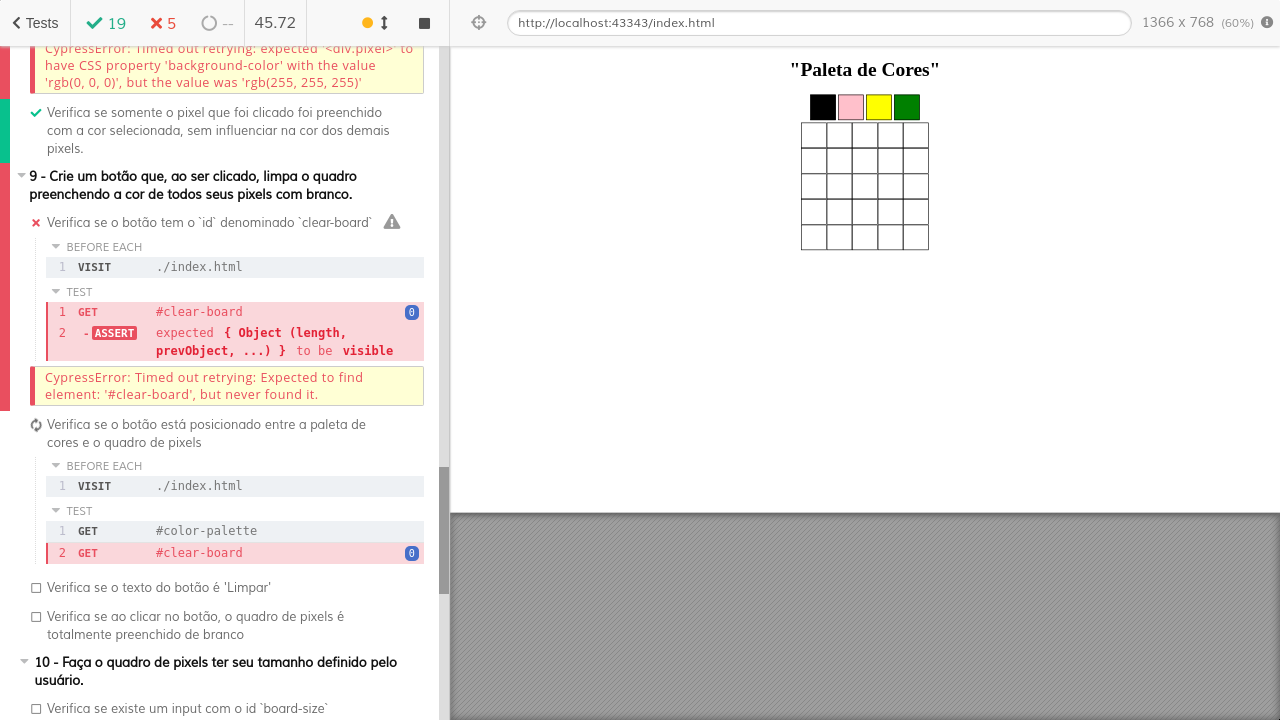 Tests
19
5
--
45.72
http://localhost:43343/index.html
1366 x 768 (60%)
CypressError: Timed out retrying: expected '<div.pixel>' to
have CSS property 'background-color' with the value
'rgb(0, 0, 0)', but the value was 'rgb(255, 255, 255)'
Verifica se somente o pixel que foi clicado foi preenchido
com a cor selecionada, sem influenciar na cor dos demais
pixels.
9 - Crie um botão que, ao ser clicado, limpa o quadro
preenchendo a cor de todos seus pixels com branco.
Verifica se o botão tem o `id` denominado `clear-board`
BEFORE EACH
1 VISIT ./index.html
TEST
1 GET #clear-board 0
2 -ASSERT expected { Object (length,
prevObject, ...) } to be visible
CypressError: Timed out retrying: Expected to find
element: '#clear-board', but never found it.
Verifica se o botão está posicionado entre a paleta de
cores e o quadro de pixels
BEFORE EACH
1 VISIT ./index.html
TEST
1 GET #color-palette
2 GET #clear-board 0
Verifica se o texto do botão é 'Limpar'
Verifica se ao clicar no botão, o quadro de pixels é
totalmente preenchido de branco
10 - Faça o quadro de pixels ter seu tamanho definido pelo
usuário.
Verifica se existe um input com o id `board-size`
"Paleta de Cores"